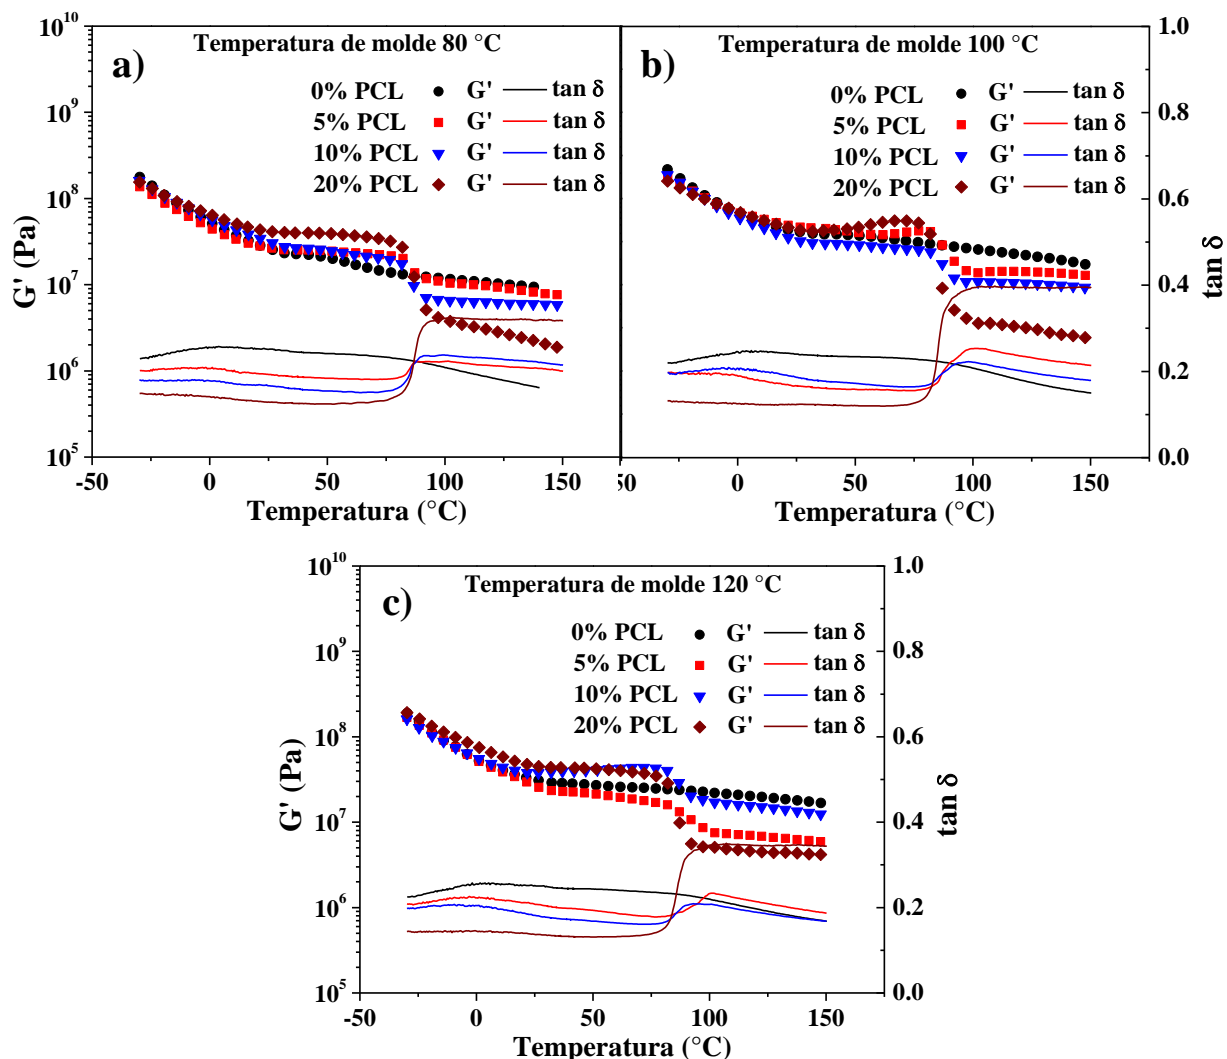 Temperatura de molde 80 °C
a)
0% PCL G' tan δ
5% PCL G' tan δ
10% PCL G' tan δ
20% PCL G' tan δ
10^10
10^9
10^8
10^7
10^6
10^5
G' (Pa)
-50 0 50 100 150
Temperatura (°C)
Temperatura de molde 100 °C
b)
0% PCL G' tan δ
5% PCL G' tan δ
10% PCL G' tan δ
20% PCL G' tan δ
1.0
0.8
0.6
0.4
0.2
0.0
tan δ
50 0 50 100 150
Temperatura (°C)
Temperatura de molde 120 °C
c)
0% PCL G' tan δ
5% PCL G' tan δ
10% PCL G' tan δ
20% PCL G' tan δ
10^10
10^9
10^8
10^7
10^6
10^5
G' (Pa)
1.0
0.8
0.6
0.4
0.2
0.0
tan δ
-50 0 50 100 150
Temperatura (°C)